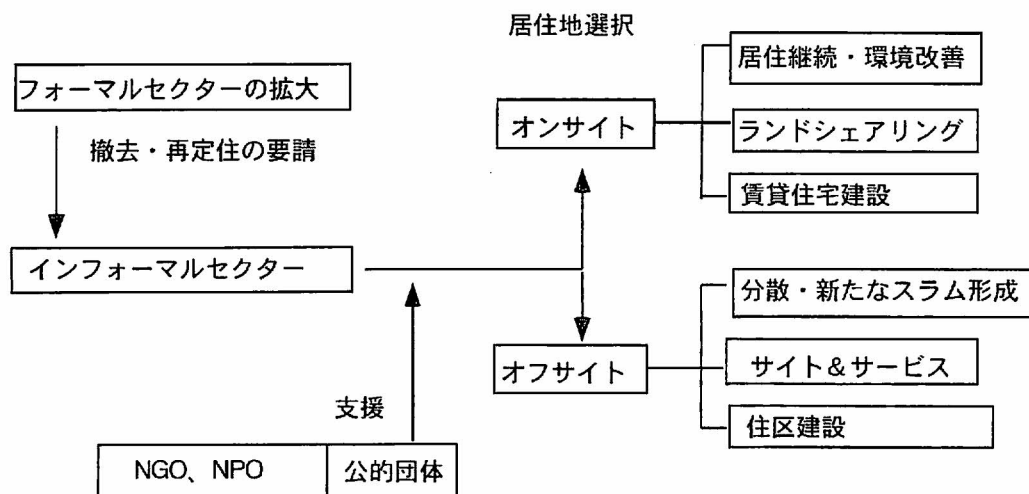 居住地選択
フォーマルセクターの拡大
撤去・再定住の要請
インフォーマルセクター
オンサイト
居住継続・環境改善
ランドシェアリング
賃貸住宅建設
オフサイト
分散・新たなスラム形成
サイト&サービス
住区建設
支援
NGO、NPO 公的団体